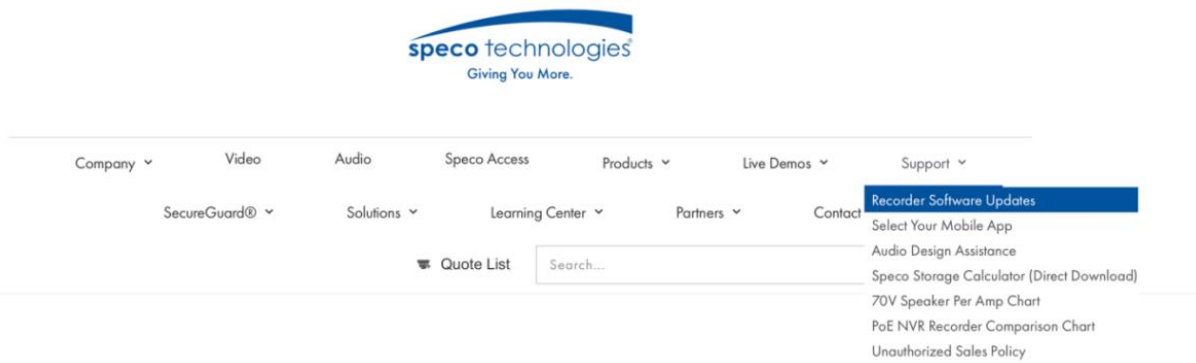 speco technologies®
Giving You More.
Company Video Audio Speco Access Products Live Demos Support
SecureGuard® Solutions Learning Center Partners Contact
Quote List Search...
Recorder Software Updates
Select Your Mobile App
Audio Design Assistance
Speco Storage Calculator (Direct Download)
70V Speaker Per Amp Chart
PoE NVR Recorder Comparison Chart
Unauthorized Sales Policy